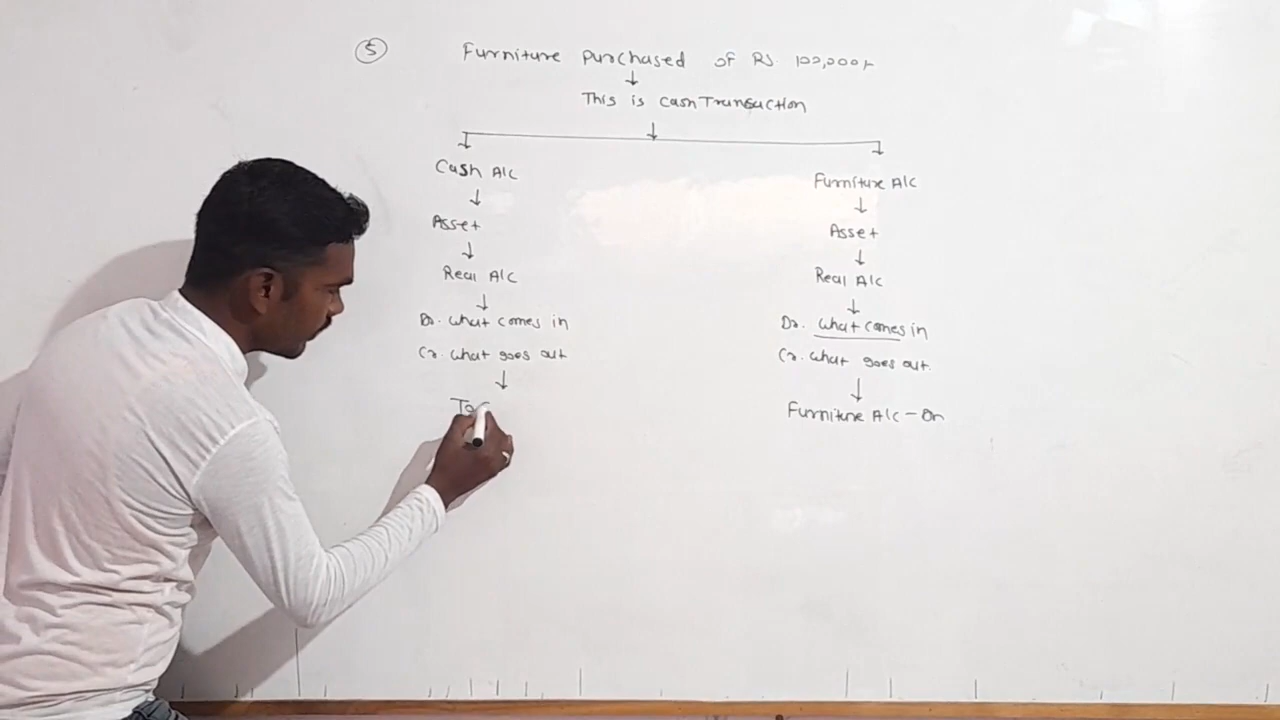 5 Furniture purchased of Rs. 100,000/-
This is cash Transaction
Cash A/c
Furniture A/c
Asset
Asset
Real A/c
Real A/c
Dr. what comes in
Dr. what comes in
Cr. what goes out
Cr. what goes out.
To
Furniture A/c - Dr